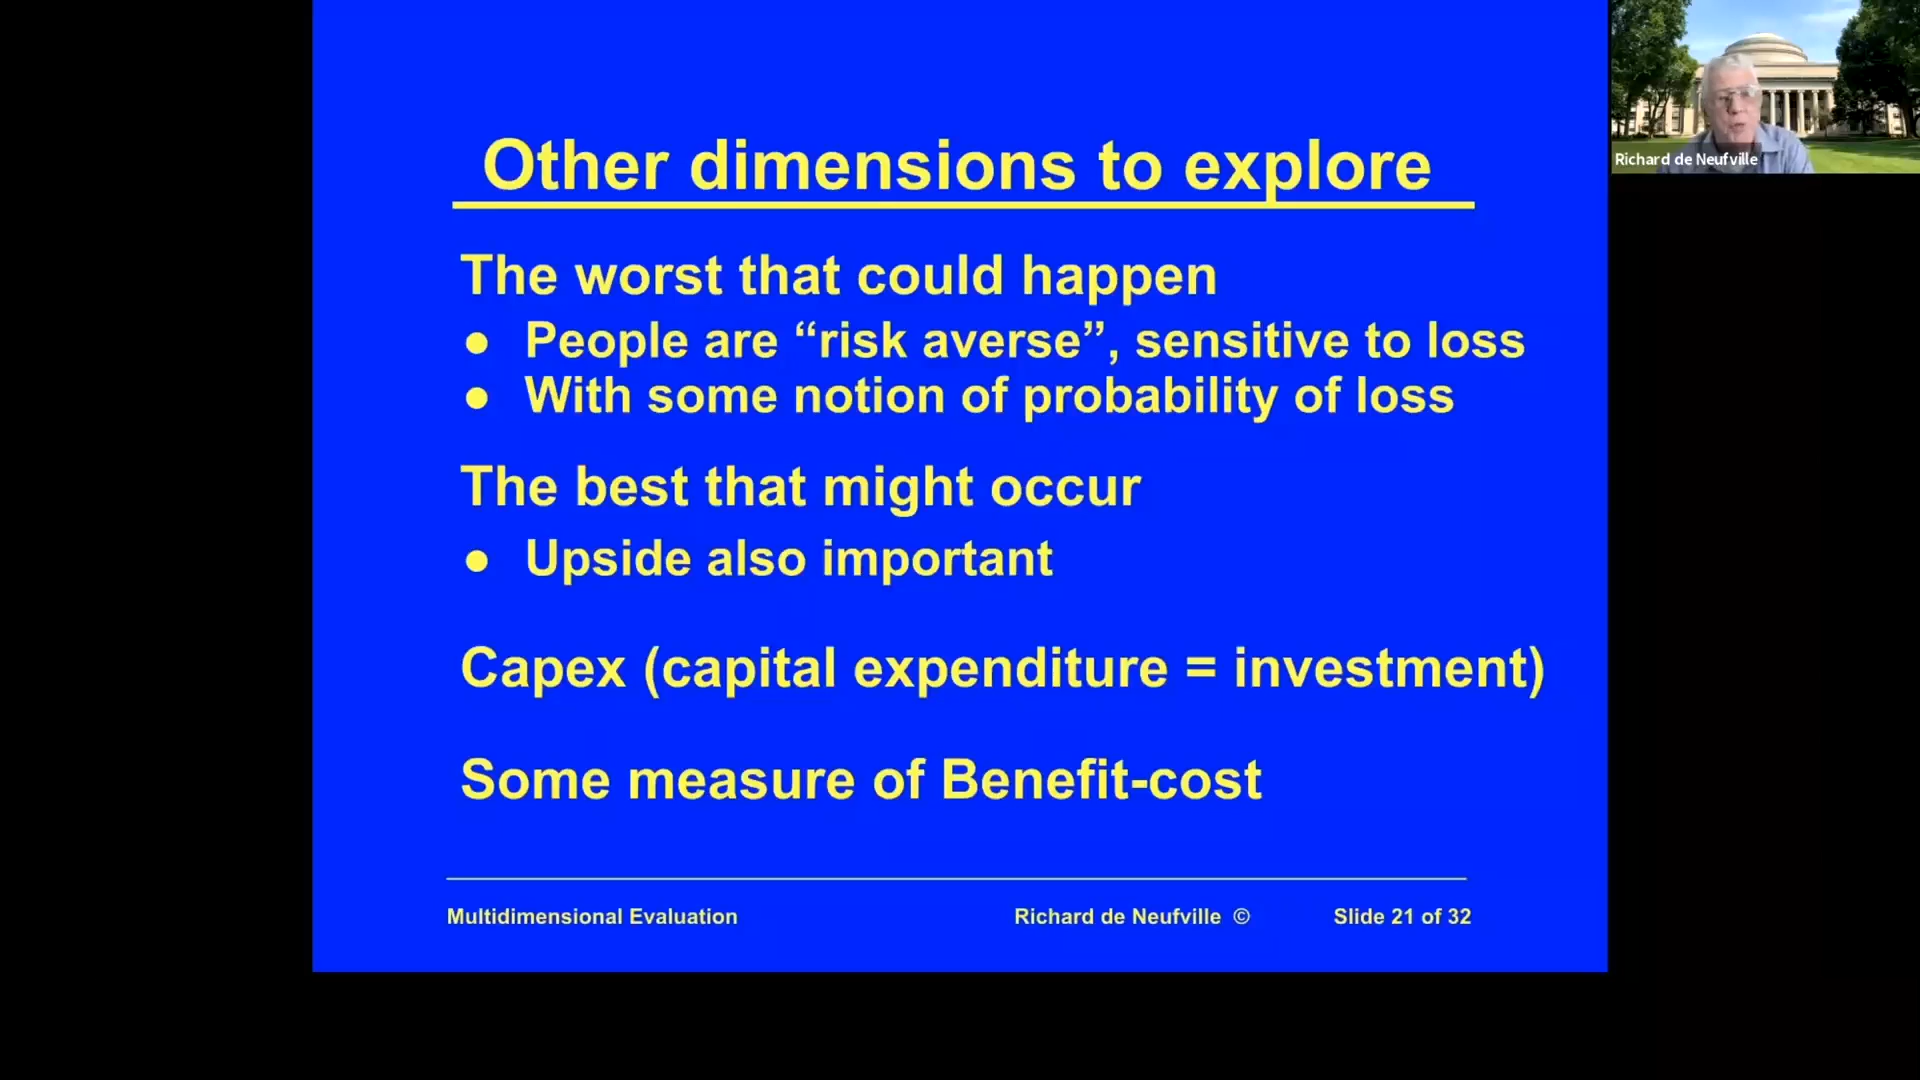 Other dimensions to explore
Richard de Neufville
The worst that could happen
● People are “risk averse”, sensitive to loss
● With some notion of probability of loss
The best that might occur
● Upside also important
Capex (capital expenditure = investment)
Some measure of Benefit-cost
Multidimensional Evaluation Richard de Neufville © Slide 21 of 32